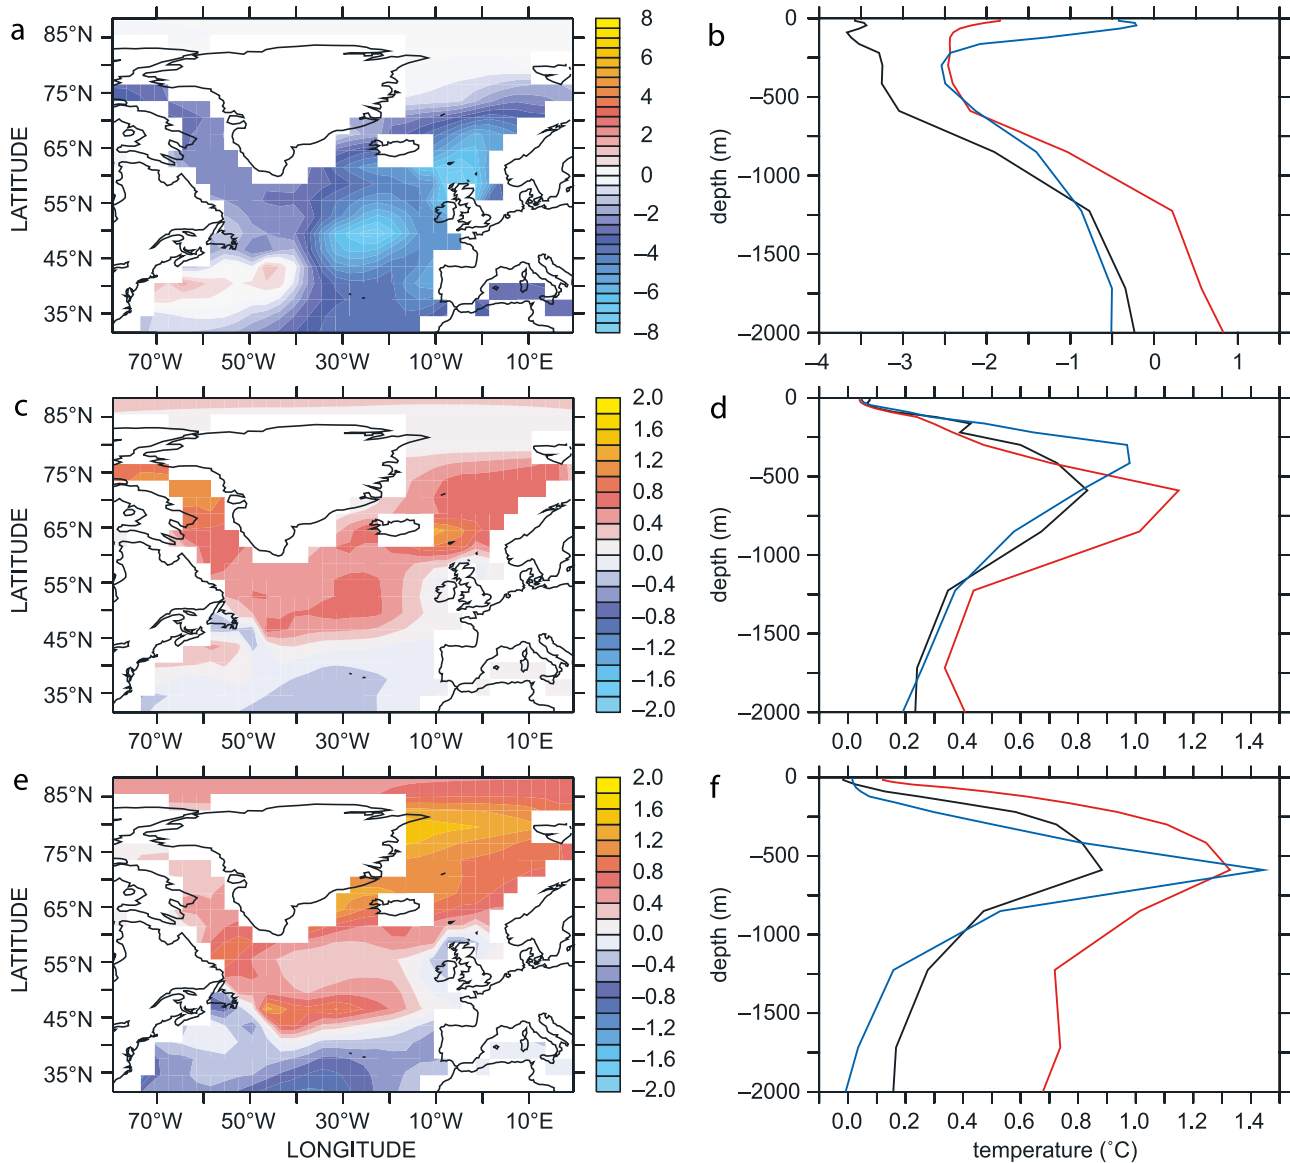 a
85°N
75°N
65°N
55°N
45°N
35°N
LATITUDE
70°W 50°W 30°W 10°W 10°E
8
6
4
2
0
−2
−4
−6
−8
b
0
−500
−1000
−1500
−2000
depth (m)
−4 −3 −2 −1 0 1
c
85°N
75°N
65°N
55°N
45°N
35°N
LATITUDE
70°W 50°W 30°W 10°W 10°E
2.0
1.6
1.2
0.8
0.4
0.0
−0.4
−0.8
−1.2
−1.6
−2.0
d
0
−500
−1000
−1500
−2000
depth (m)
0.0 0.2 0.4 0.6 0.8 1.0 1.2 1.4
e
85°N
75°N
65°N
55°N
45°N
35°N
LATITUDE
70°W 50°W 30°W 10°W 10°E
LONGITUDE
2.0
1.6
1.2
0.8
0.4
0.0
−0.4
−0.8
−1.2
−1.6
−2.0
f
0
−500
−1000
−1500
−2000
depth (m)
0.0 0.2 0.4 0.6 0.8 1.0 1.2 1.4
temperature (°C)